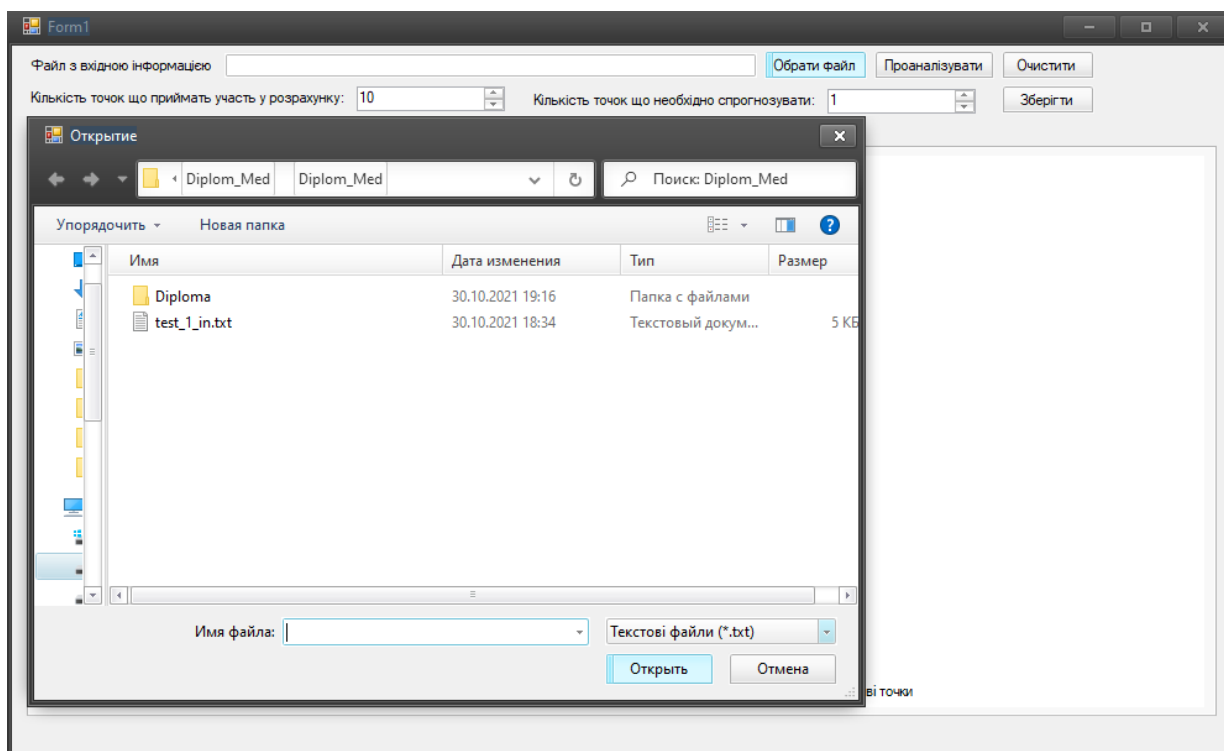 Form1
Файл з вхідною інформацією Обрати файл Проаналізувати Очистити
Кількість точок що приймать участь у розрахунку: 10 Кількість точок що необхідно спрогнозувати: 1 Зберігти
Открытие
Diplom_Med Diplom_Med Поиск: Diplom_Med
Упорядочить Новая папка
Имя Дата изменения Тип Размер
Diploma 30.10.2021 19:16 Папка с файлами
test_1_in.txt 30.10.2021 18:34 Текстовый докум... 5 КБ
Имя файла: Текстові файли (*.txt)
Открыть Отмена
ві точки